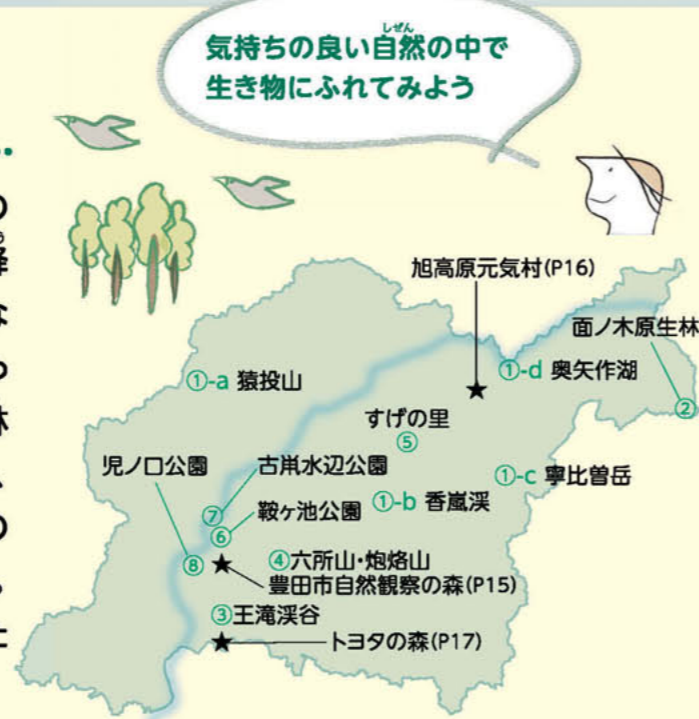 しぜん
気持ちの良い自然の中で
生き物にふれてみよう
旭高原元気村(P16)
面ノ木原生林
①-d 奥矢作湖
①-a 猿投山
②
すげの里
⑤
児ノ口公園
古鼡水辺公園
①-c 寧比曽岳
①-b 香嵐渓
鞍ヶ池公園
⑦
⑥
⑧
④六所山・炮烙山
豊田市自然観察の森(P15)
③王滝渓谷
トヨタの森(P17)